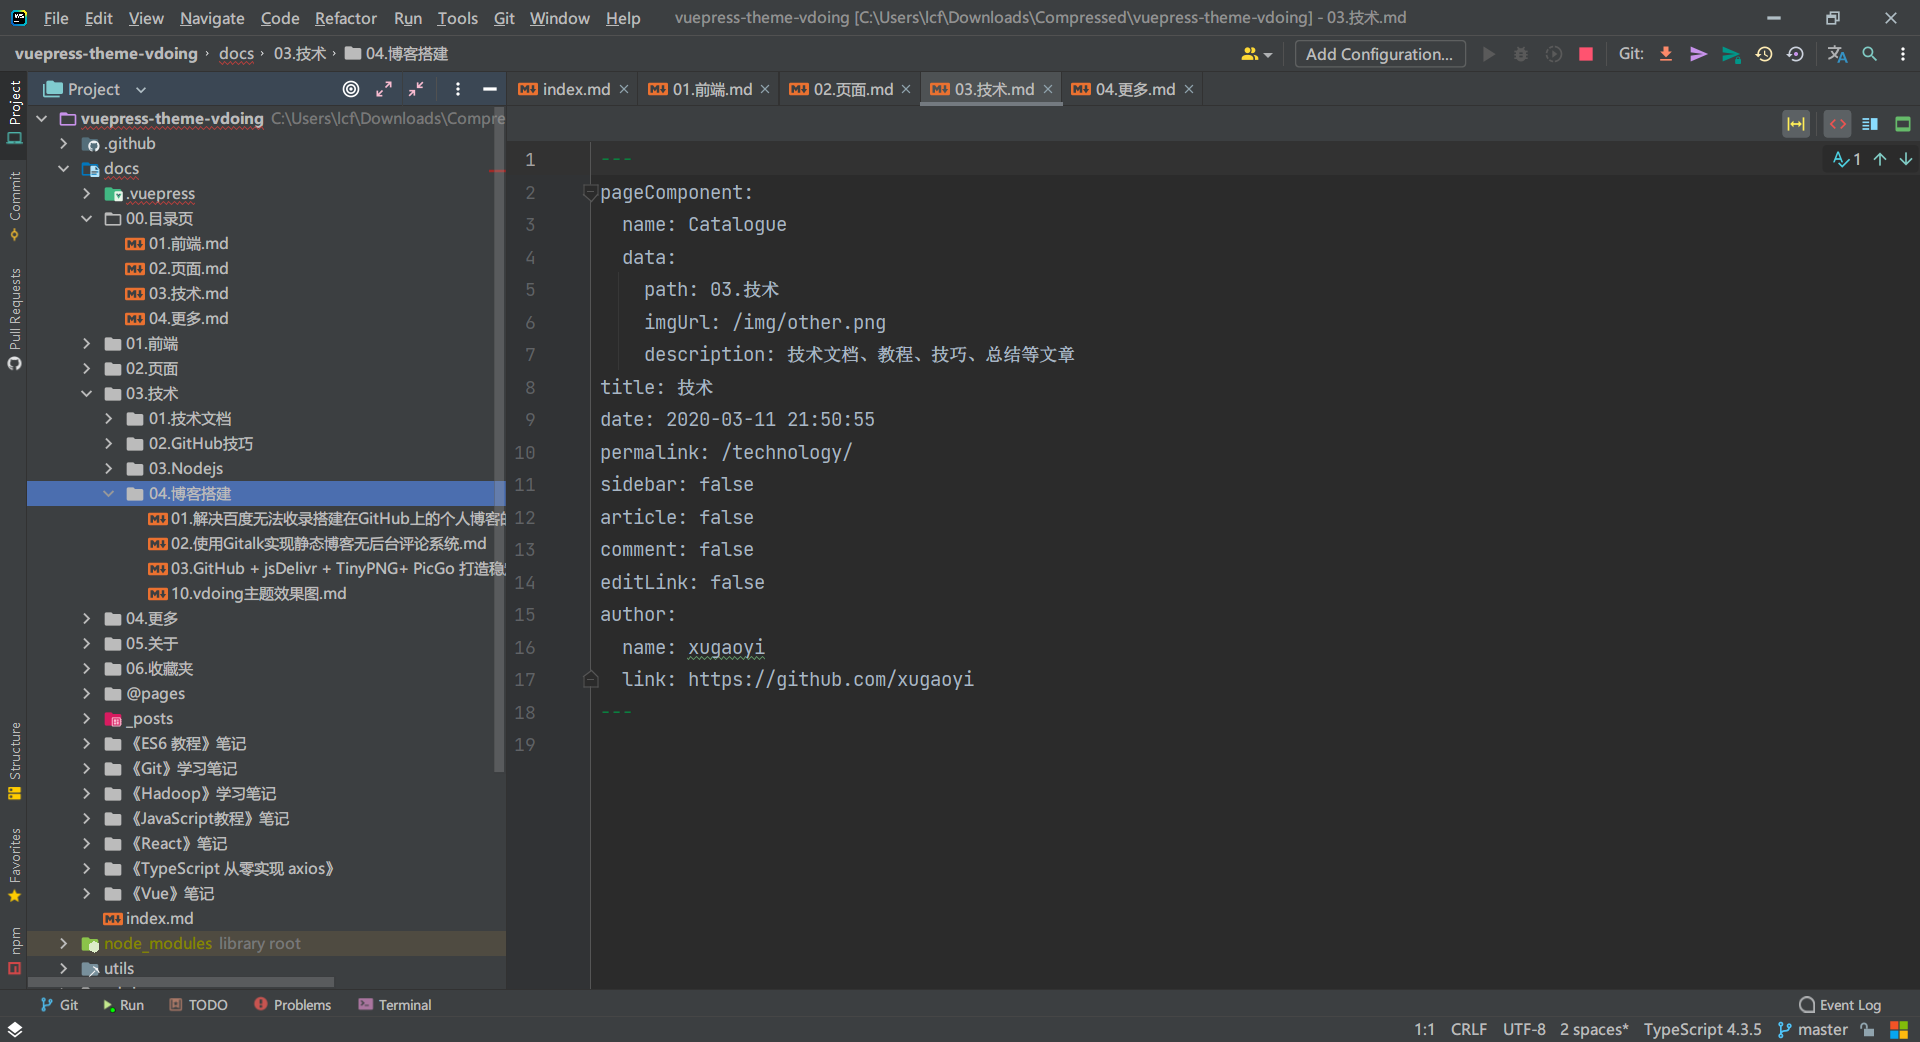 File Edit View Navigate Code Refactor Run Tools Git Window Help vuepress-theme-vdoing [C:\Users\lcf\Downloads\Compressed\vuepress-theme-vdoing] - 03.技术.md
vuepress-theme-vdoing docs 03.技术 04.博客搭建
Add Configuration... Git:
Project
index.md 01.前端.md 02.页面.md 03.技术.md 04.更多.md
Project
Commit
Pull Requests
Structure
Favorites
npm
vuepress-theme-vdoing C:\Users\lcf\Downloads\Compre
.github
docs
.vuepress
00.目录页
01.前端.md
02.页面.md
03.技术.md
04.更多.md
01.前端
02.页面
03.技术
01.技术文档
02.GitHub技巧
03.Nodejs
04.博客搭建
01.解决百度无法收录搭建在GitHub上的个人博客的
02.使用Gitalk实现静态博客无后台评论系统.md
03.GitHub + jsDelivr + TinyPNG+ PicGo 打造稳
10.vdoing主题效果图.md
04.更多
05.关于
06.收藏夹
@pages
_posts
《ES6 教程》笔记
《Git》学习笔记
《Hadoop》学习笔记
《JavaScript教程》笔记
《React》笔记
《TypeScript 从零实现 axios》
《Vue》笔记
index.md
node_modules library root
utils
1
1 ---
2 pageComponent:
3 name: Catalogue
4 data:
5 path: 03.技术
6 imgUrl: /img/other.png
7 description: 技术文档、教程、技巧、总结等文章
8 title: 技术
9 date: 2020-03-11 21:50:55
10 permalink: /technology/
11 sidebar: false
12 article: false
13 comment: false
14 editLink: false
15 author:
16 name: xugaoyi
17 link: https://github.com/xugaoyi
18 ---
19
Git Run TODO Problems Terminal Event Log
1:1 CRLF UTF-8 2 spaces* TypeScript 4.3.5 master